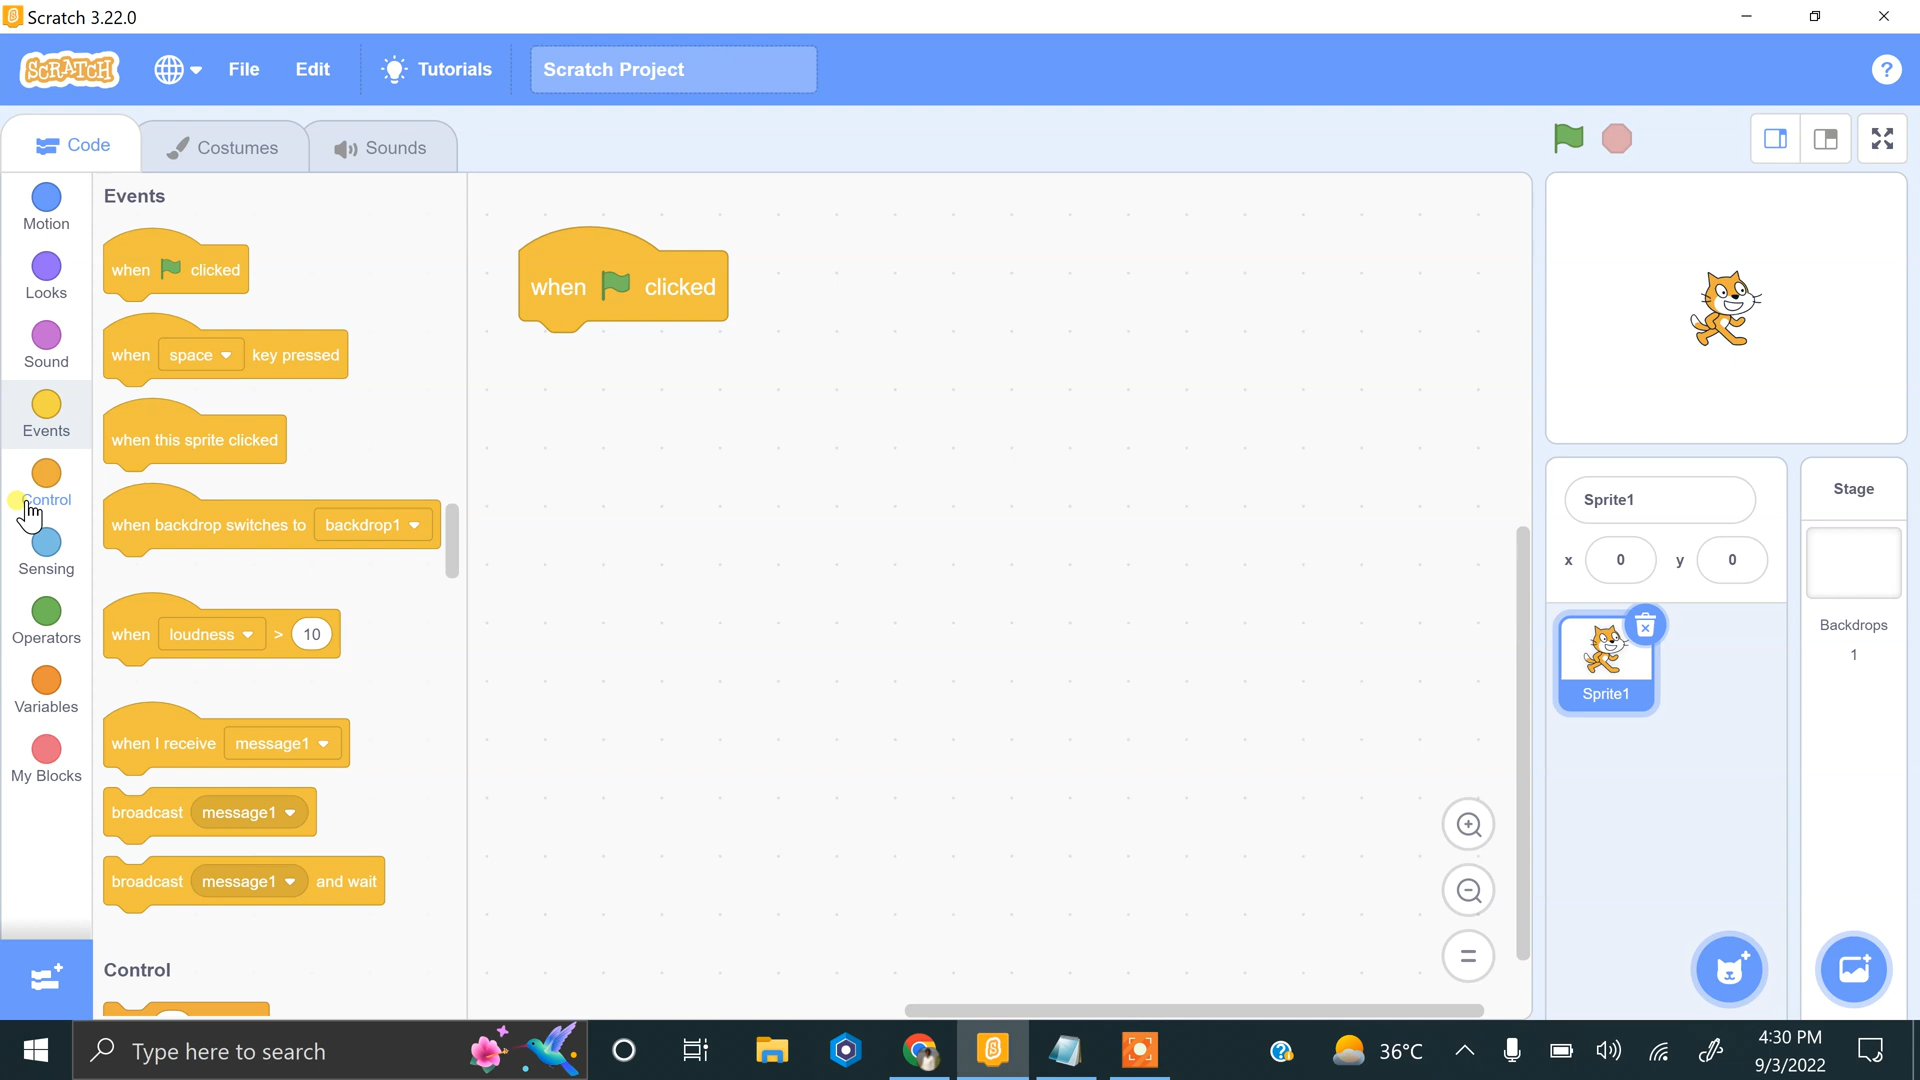 Scratch 3.22.0
SCRATCH
File
Edit
Tutorials
Scratch Project
?
Code
Costumes
Sounds
Motion
Looks
Sound
Events
Control
Sensing
Operators
Variables
My Blocks
Events
when clicked
when space key pressed
when this sprite clicked
when backdrop switches to backdrop1
when loudness > 10
when I receive message1
broadcast message1
broadcast message1 and wait
Control
when clicked
Sprite1
x 0 y 0
Sprite1
Stage
Backdrops
1
Type here to search
36°C
4:30 PM
9/3/2022